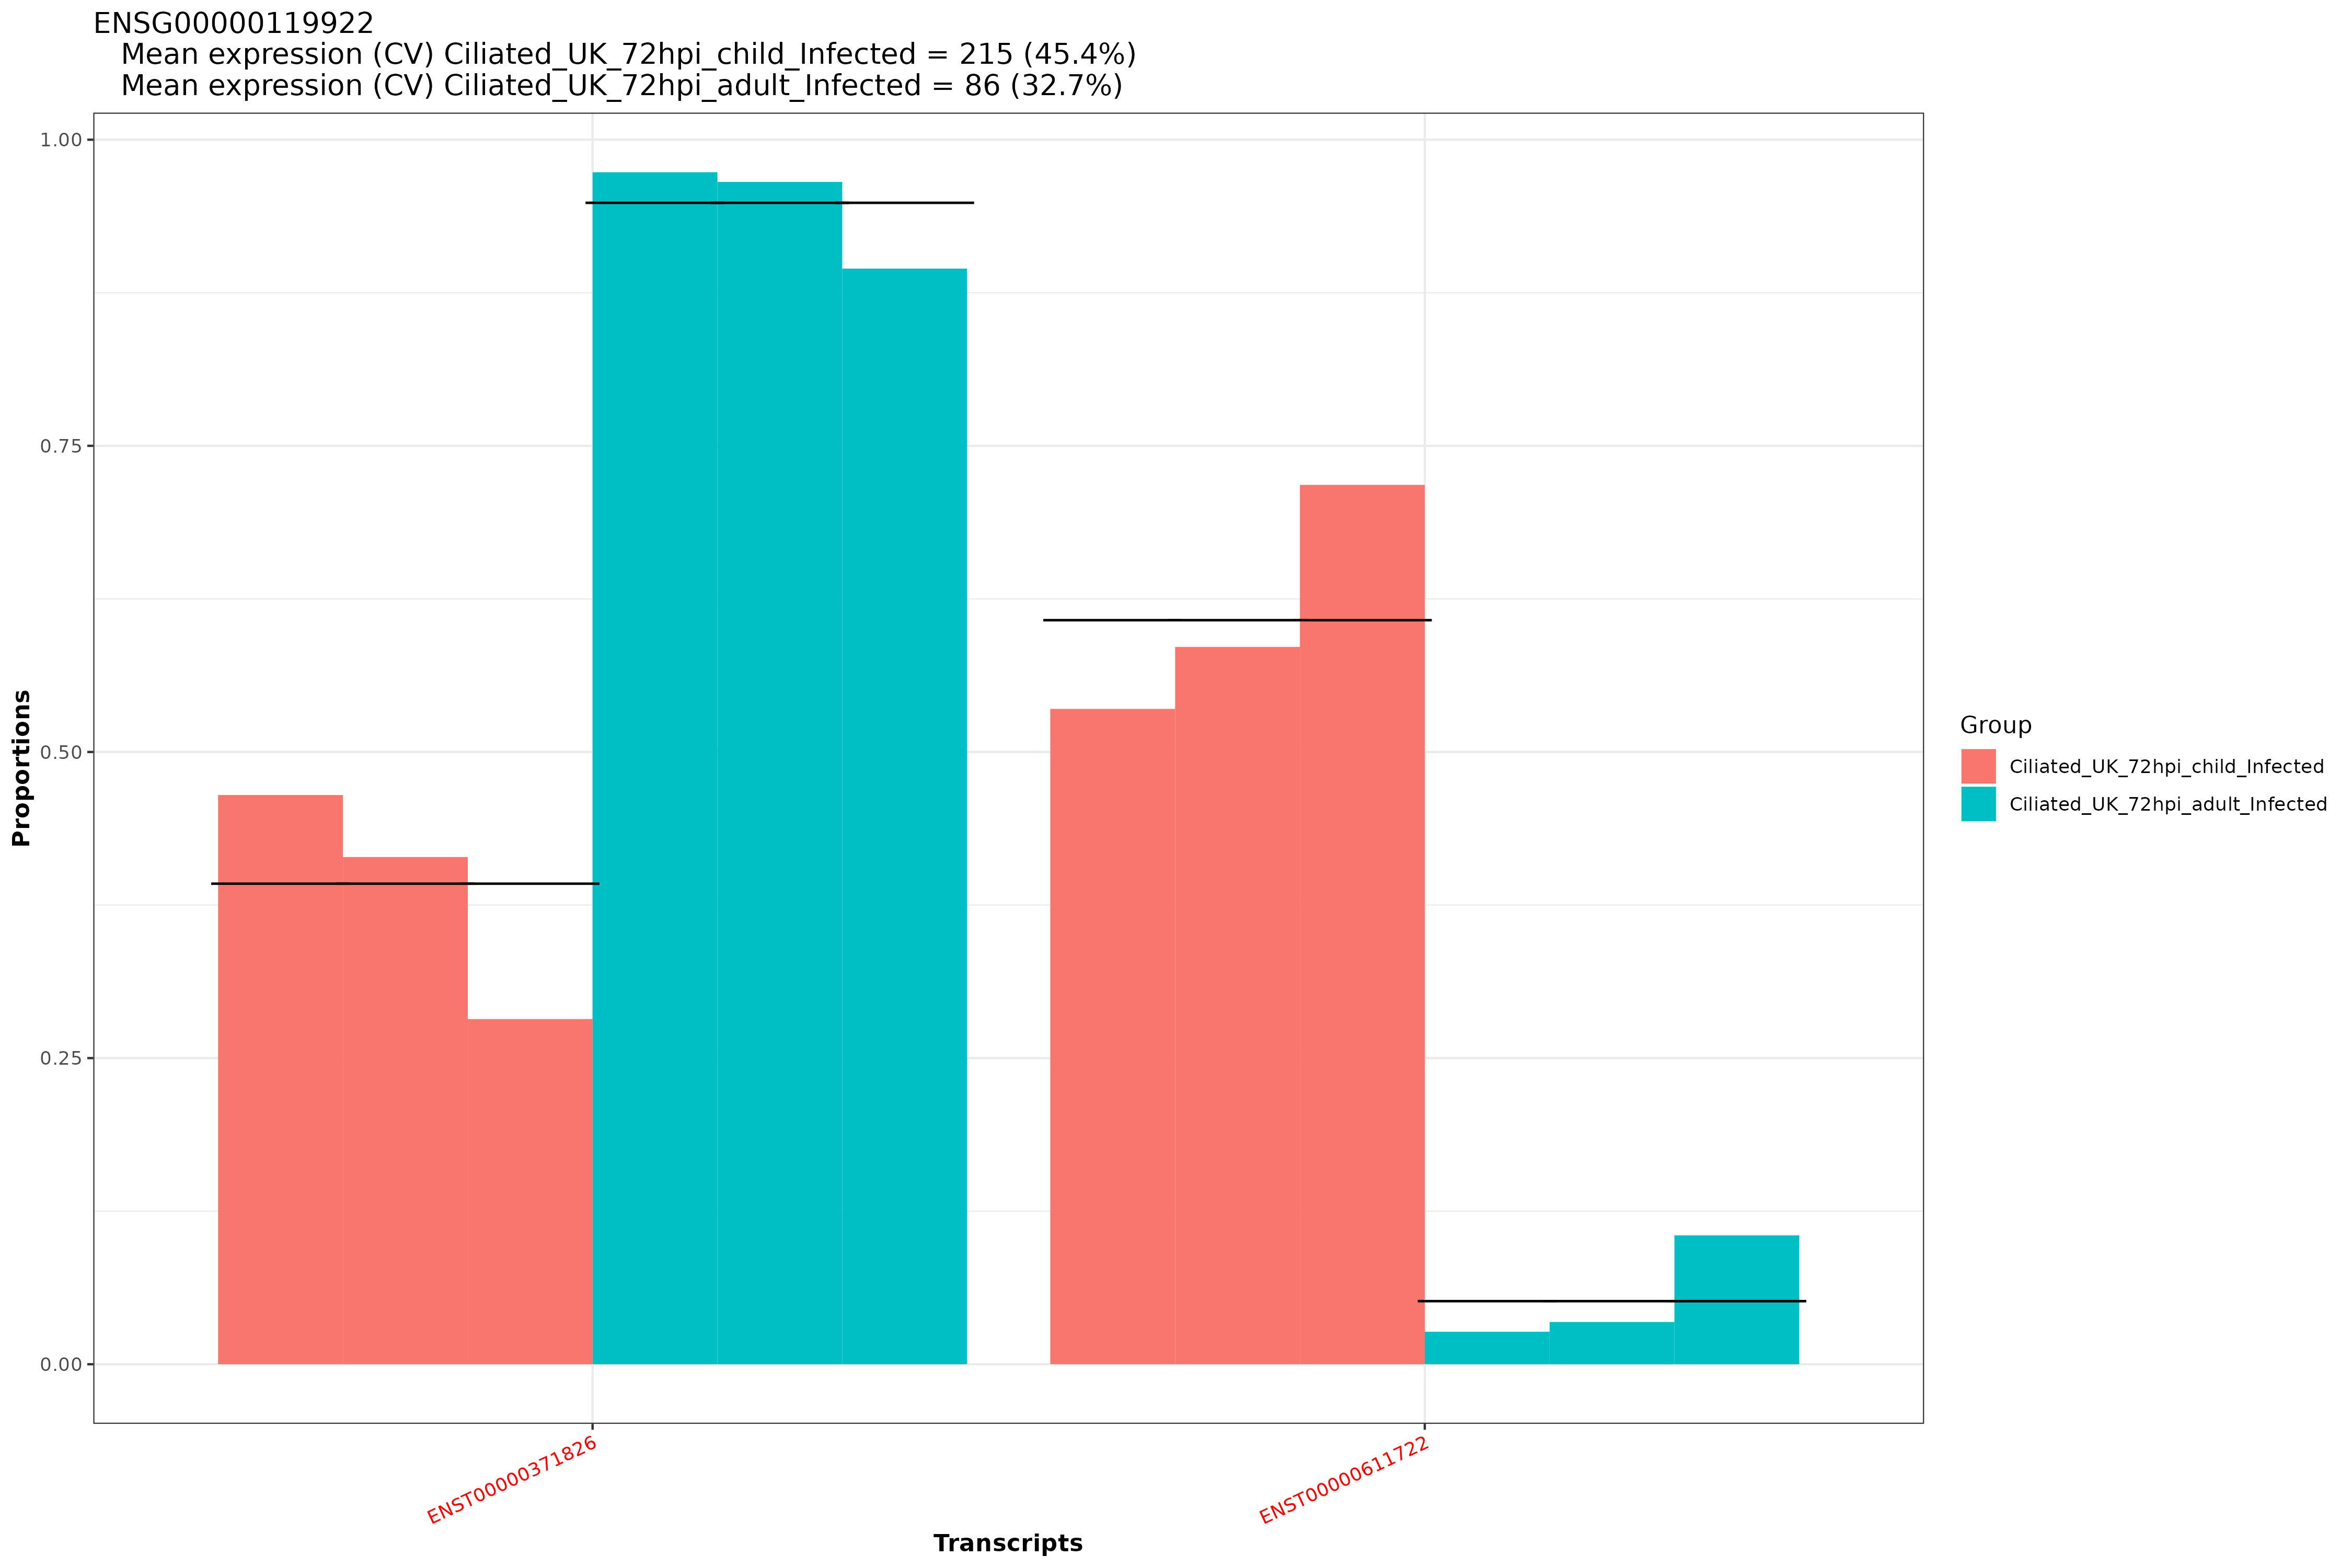 ENSG00000119922
Mean expression (CV) Ciliated_UK_72hpi_child_Infected = 215 (45.4%)
Mean expression (CV) Ciliated_UK_72hpi_adult_Infected = 86 (32.7%)
1.00
0.75
0.50
0.25
0.00
Proportions
ENST00000371826
ENST00000611722
Transcripts
Group
Ciliated_UK_72hpi_child_Infected
Ciliated_UK_72hpi_adult_Infected